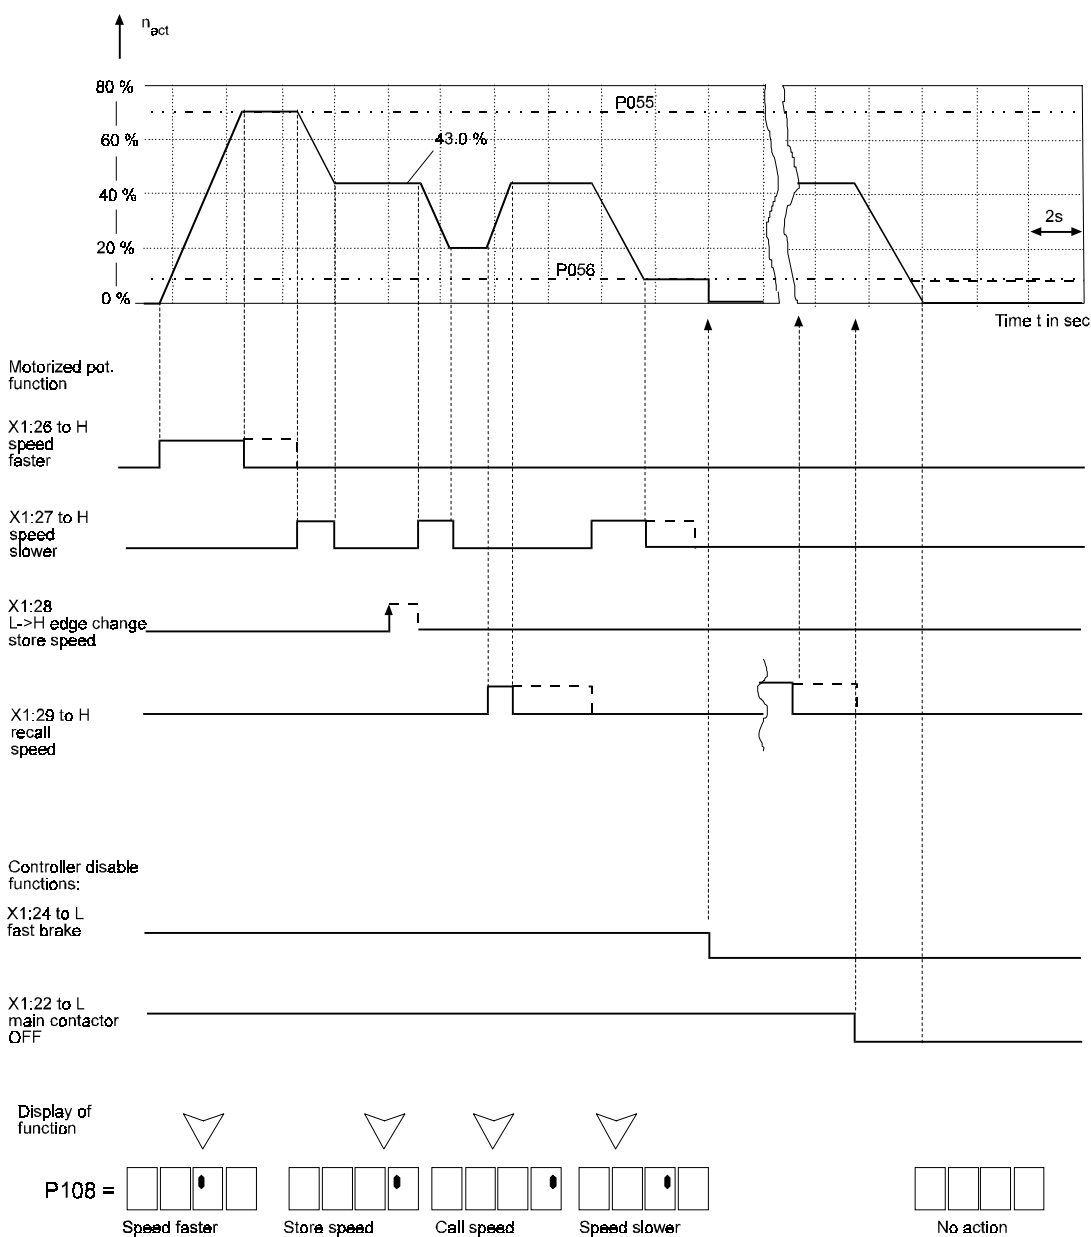 n act
80 %
P055
60 %
43.0 %
40 %
2s
20 %
P056
0 %
Time t in sec
Motorized pot.
function
X1:26 to H
speed
faster
X1:27 to H
speed
slower
X1:28
L->H edge change
store speed
X1:29 to H
recall
speed
Controller disable
functions:
X1:24 to L
fast brake
X1:22 to L
main contactor
OFF
Display of
function
P108 =
Speed faster
Store speed
Call speed
Speed slower
No action